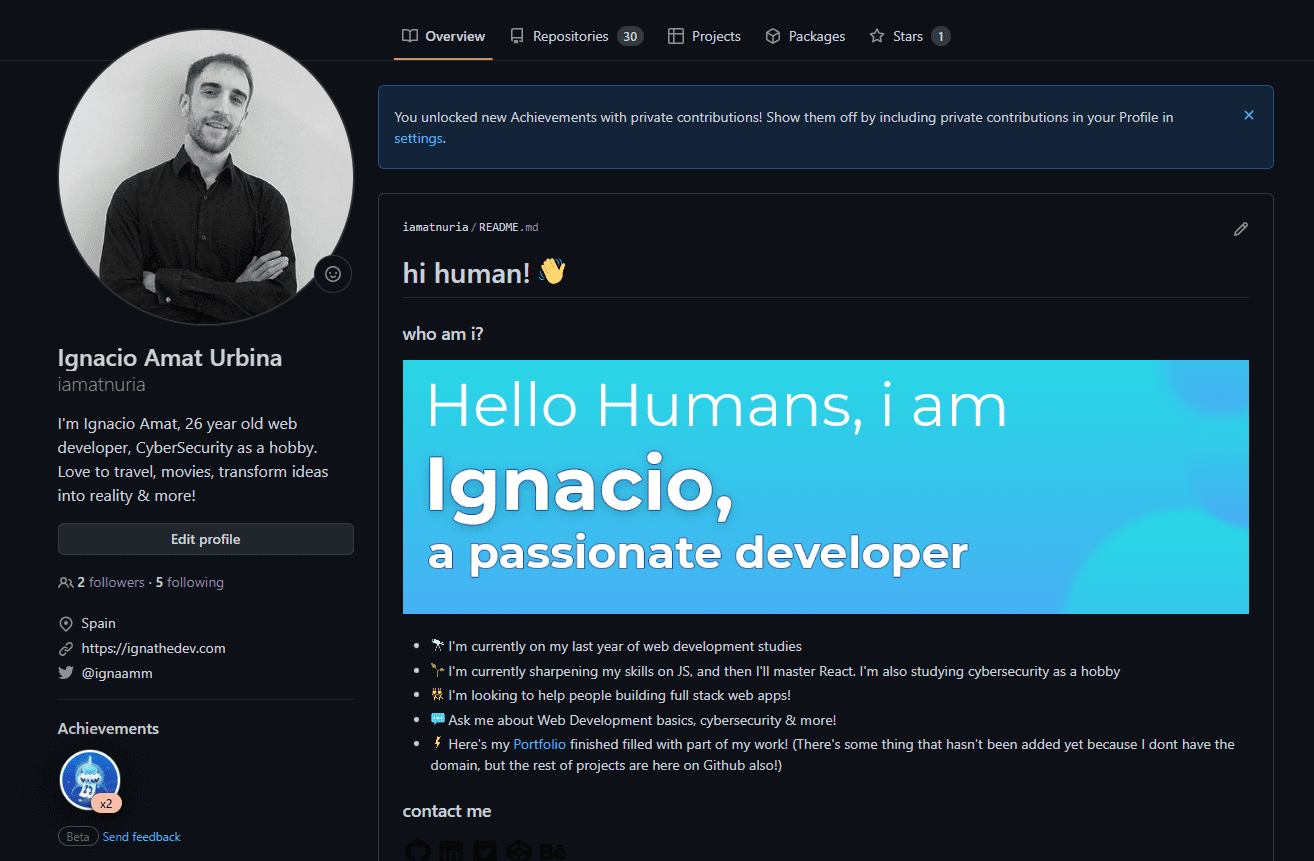 Overview Repositories 30 Projects Packages Stars 1
You unlocked new Achievements with private contributions! Show them off by including private contributions in your Profile in
settings.
Ignacio Amat Urbina
iamatnuria
I'm Ignacio Amat, 26 year old web
developer, CyberSecurity as a hobby.
Love to travel, movies, transform ideas
into reality & more!
Edit profile
2 followers · 5 following
Spain
https://ignathedev.com
@ignaamm
Achievements
x2
Beta Send feedback
iamatnuria/README.md
hi human! 👋
who am i?
Hello Humans, i am
Ignacio,
a passionate developer
I'm currently on my last year of web development studies
I'm currently sharpening my skills on JS, and then I'll master React. I'm also studying cybersecurity as a hobby
I'm looking to help people building full stack web apps!
Ask me about Web Development basics, cybersecurity & more!
Here's my Portfolio finished filled with part of my work! (There's some thing that hasn't been added yet because I dont have the
domain, but the rest of projects are here on Github also!)
contact me